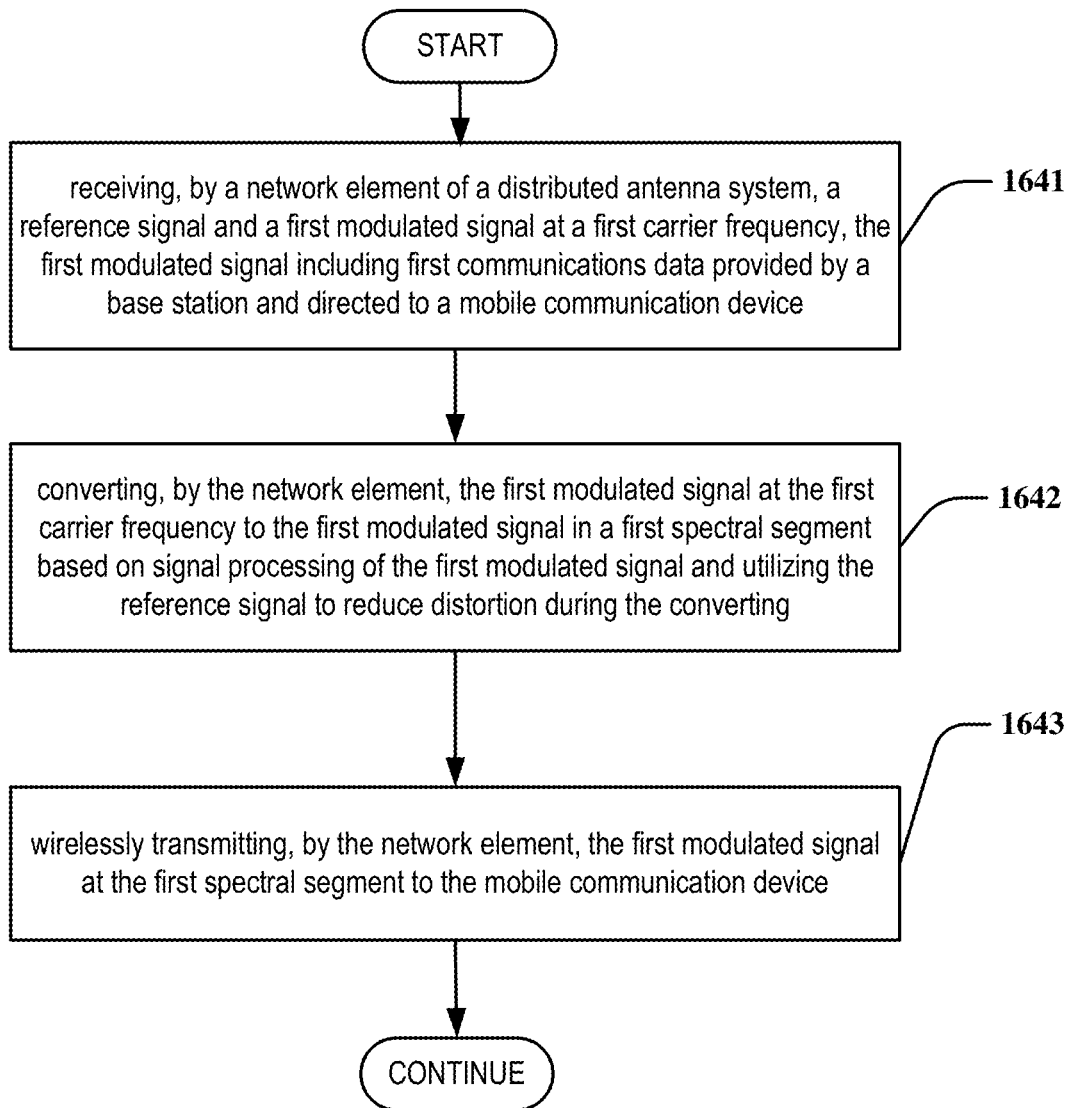 START
receiving, by a network element of a distributed antenna system, a
reference signal and a first modulated signal at a first carrier frequency, the
first modulated signal including first communications data provided by a
base station and directed to a mobile communication device
1641
converting, by the network element, the first modulated signal at the first
carrier frequency to the first modulated signal in a first spectral segment
based on signal processing of the first modulated signal and utilizing the
reference signal to reduce distortion during the converting
1642
wirelessly transmitting, by the network element, the first modulated signal
at the first spectral segment to the mobile communication device
1643
CONTINUE